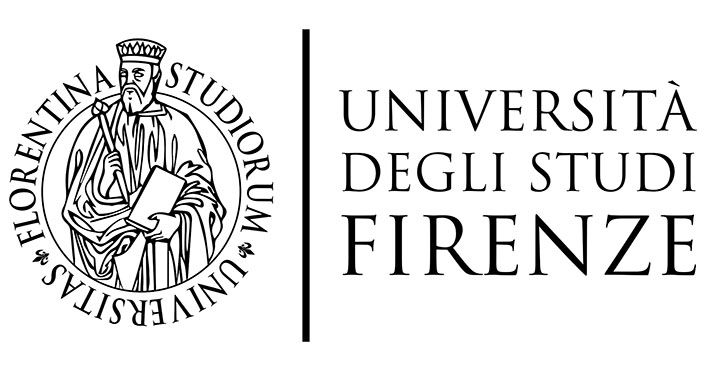 FLORENTINA STUDIORUM UNIVERSITAS
UNIVERSITÀ
DEGLI STUDI
FIRENZE